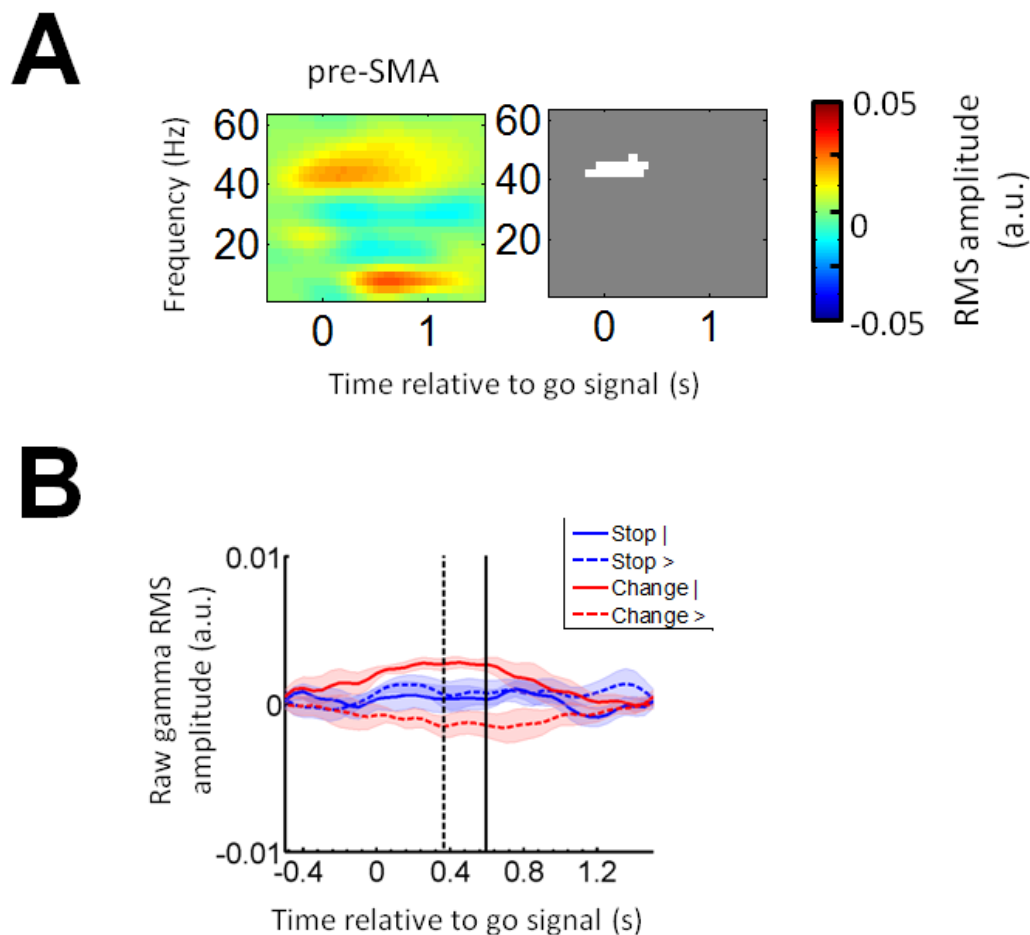 A
pre-SMA
Frequency (Hz)
60
40
20
0 1
60
40
20
0 1
0.05
0
-0.05
RMS amplitude
(a.u.)
Time relative to go signal (s)
B
Stop |
Stop >
Change |
Change >
Raw gamma RMS
amplitude (a.u.)
0.01
0
-0.01
-0.4 0 0.4 0.8 1.2
Time relative to go signal (s)